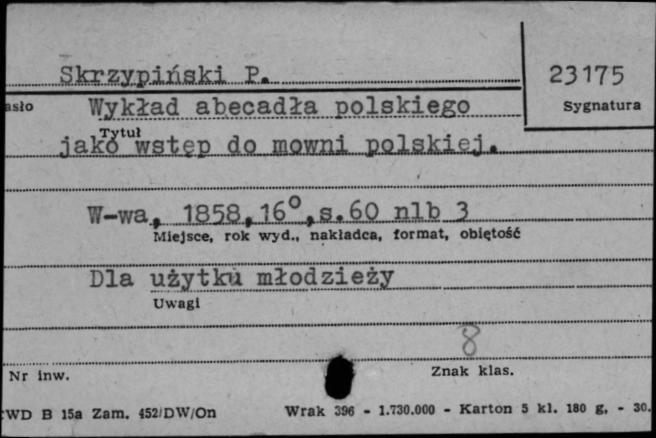 Skrzypiński P.
23175
asło
Sygnatura
Wykład abecadła polskiego
Tytuł
jako wstęp do mowni polskiej.
W-wa, 1858, 16°, s.60 nlb 3
Miejsce, rok wyd., nakładca, format, objętość
Dla użytku młodzieży
Uwagi
8
Nr inw.
Znak klas.
CWD B 15a Zam. 452/DW/On
Wrak 396 - 1.730.000 - Karton 5 kl. 180 g. - 30.